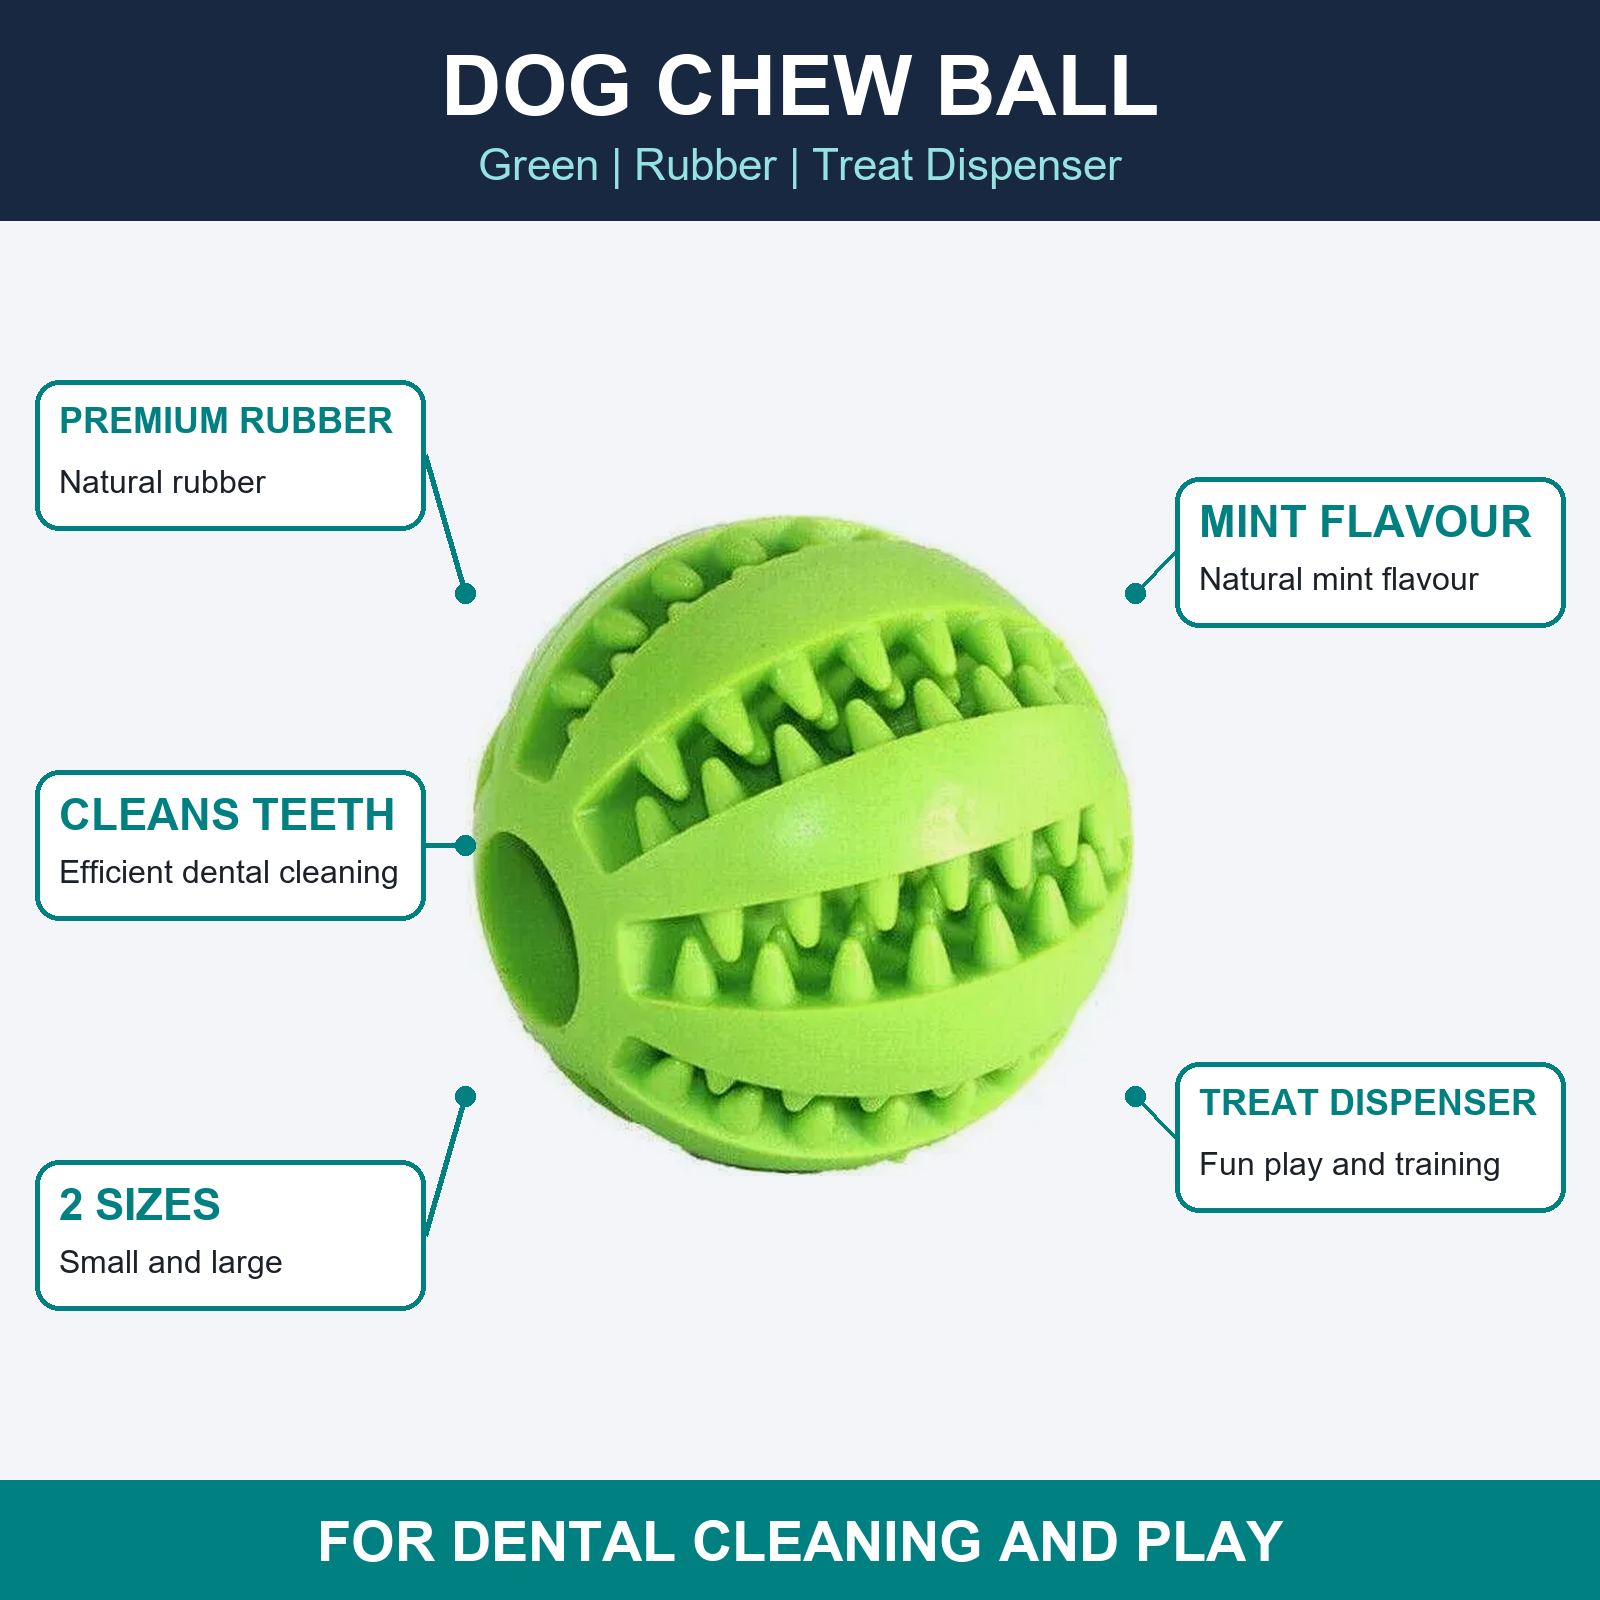 DOG CHEW BALL
Green | Rubber | Treat Dispenser
PREMIUM RUBBER
Natural rubber
MINT FLAVOUR
Natural mint flavour
CLEANS TEETH
Efficient dental cleaning
TREAT DISPENSER
Fun play and training
2 SIZES
Small and large
FOR DENTAL CLEANING AND PLAY